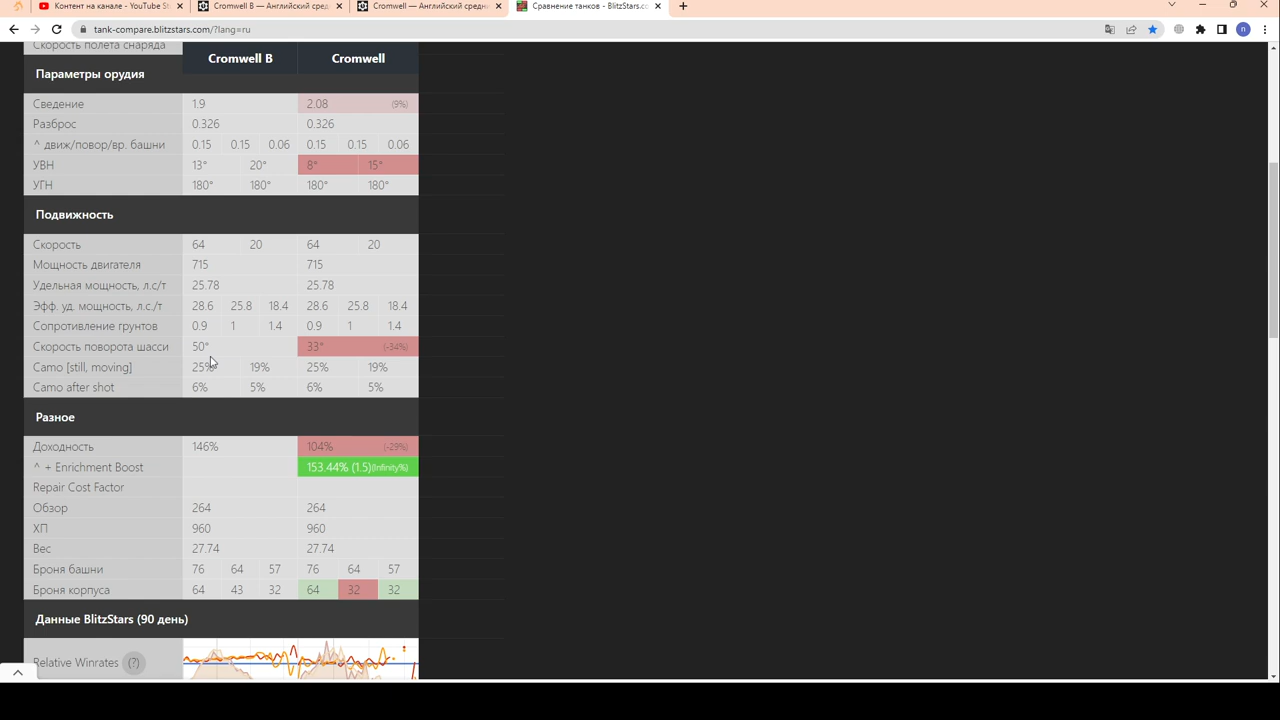 Контент на канале - YouTube St
Cromwell B — Английский сред
Cromwell — Английский средни
Сравнение танков - BlitzStars.co
tank-compare.blitzstars.com/?lang=ru
п
Скорость полета снаряда
Cromwell B Cromwell
Параметры орудия
Сведение 1.9 2.08 (9%)
Разброс 0.326 0.326
^ движ/повор/вр. башни 0.15 0.15 0.06 0.15 0.15 0.06
УВН 13° 20° 8° 15°
УГН 180° 180° 180° 180°
Подвижность
Скорость 64 20 64 20
Мощность двигателя 715 715
Удельная мощность, л.с/т 25.78 25.78
Эфф. уд. мощность, л.с./т 28.6 25.8 18.4 28.6 25.8 18.4
Сопротивление грунтов 0.9 1 1.4 0.9 1 1.4
Скорость поворота шасси 50° 33° (-34%)
Camo [still, moving] 25% 19% 25% 19%
Camo after shot 6% 5% 6% 5%
Разное
Доходность 146% 104% (-29%)
^ + Enrichment Boost 153.44% (1.5)(Infinity%)
Repair Cost Factor
Обзор 264 264
ХП 960 960
Вес 27.74 27.74
Броня башни 76 64 57 76 64 57
Броня корпуса 64 43 32 64 32 32
Данные BlitzStars (90 день)
Relative Winrates (?)